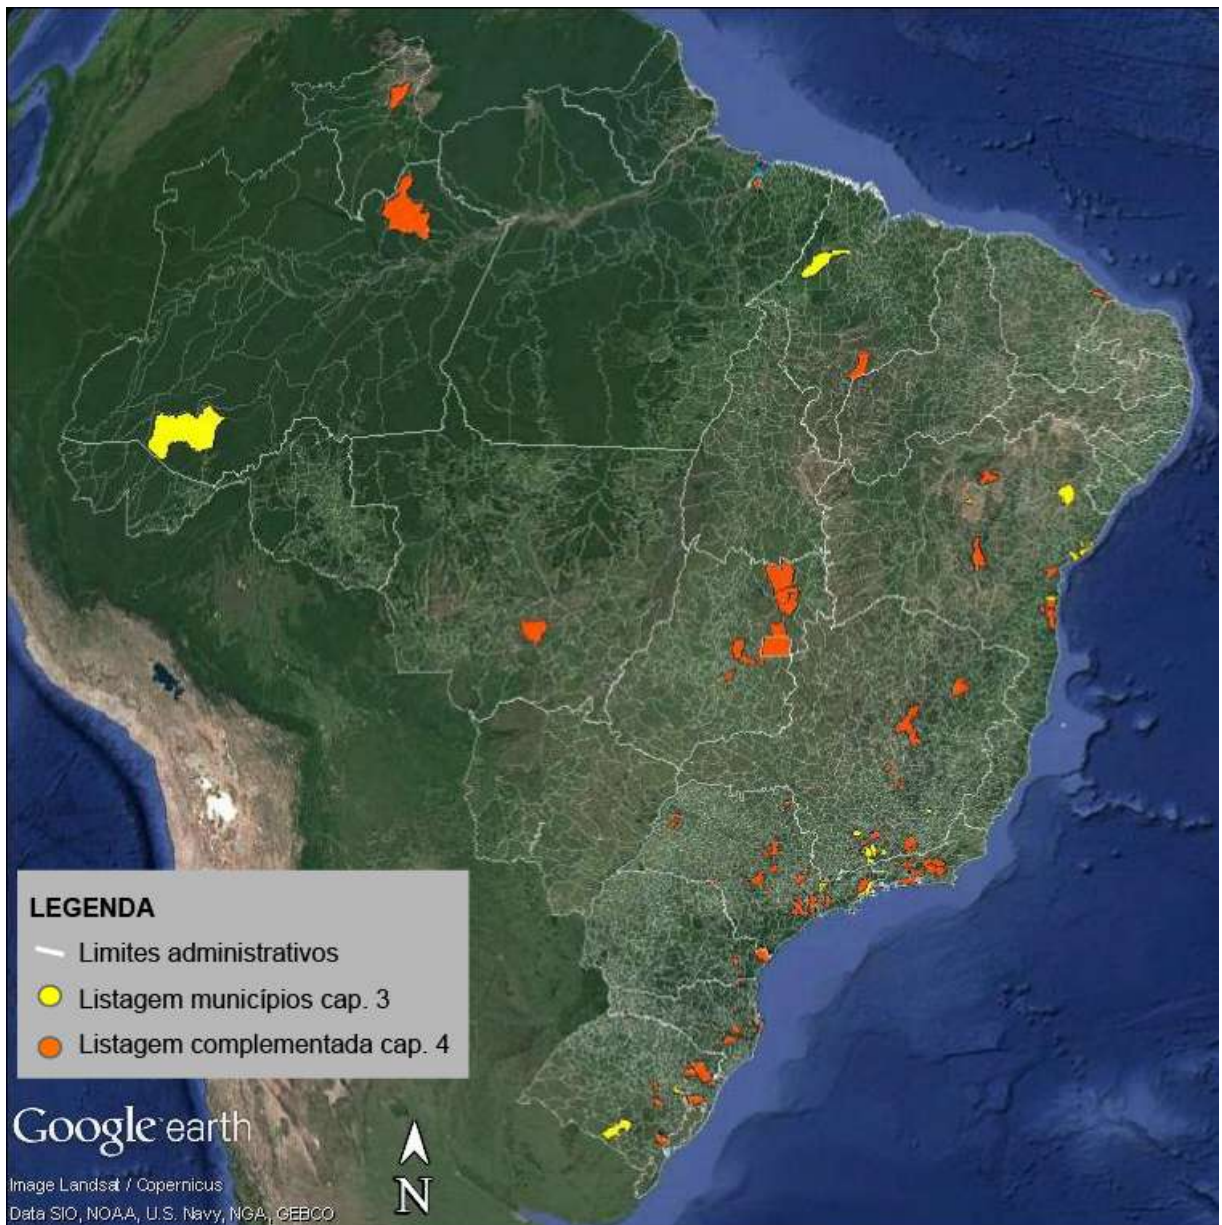 LEGENDA
Limites administrativos
Listagem municípios cap. 3
Listagem complementada cap. 4
Google earth
Image Landsat / Copernicus
Data SIO, NOAA, U.S. Navy, NGA, GEBCO
N